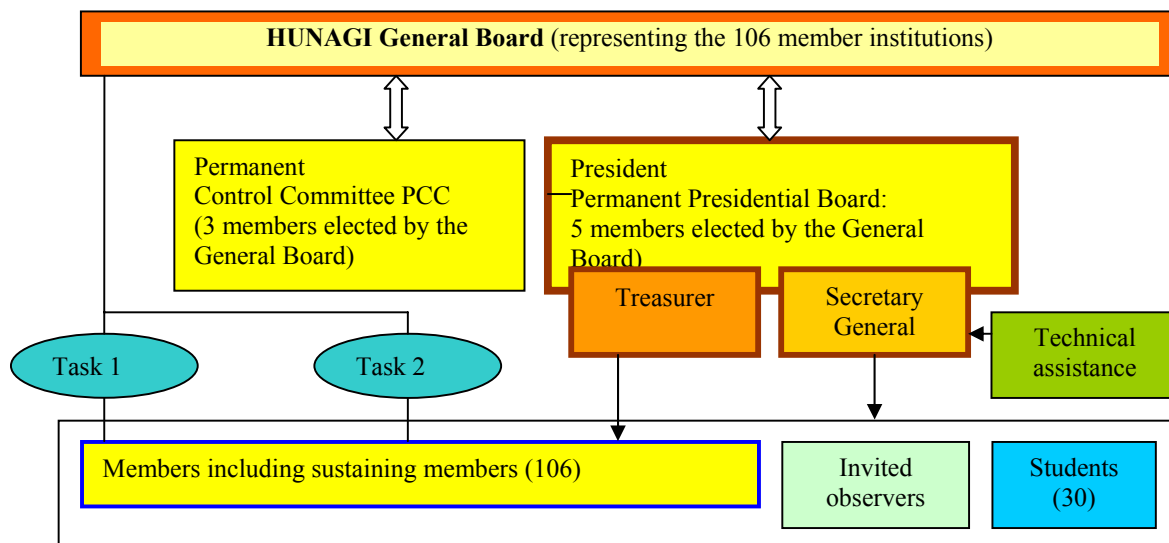 HUNAGI General Board (representing the 106 member institutions)
Permanent
Control Committee PCC
(3 members elected by the
General Board)
President
Permanent Presidential Board:
5 members elected by the General
Board)
Treasurer
Secretary
General
Technical
assistance
Task 1
Task 2
Members including sustaining members (106)
Invited
observers
Students
(30)